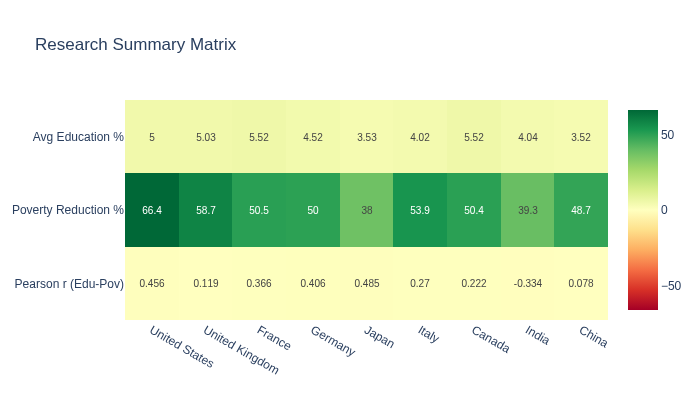 Research Summary Matrix
Avg Education % 5 5.03 5.52 4.52 3.53 4.02 5.52 4.04 3.52
Poverty Reduction % 66.4 58.7 50.5 50 38 53.9 50.4 39.3 48.7
Pearson r (Edu-Pov) 0.456 0.119 0.366 0.406 0.485 0.27 0.222 -0.334 0.078
United States United Kingdom France Germany Japan Italy Canada India China
50
0
−50